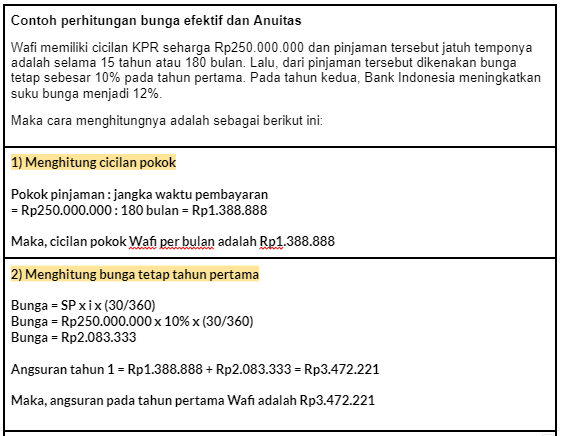 Contoh perhitungan bunga efektif dan Anuitas
Wafi memiliki cicilan KPR seharga Rp250.000.000 dan pinjaman tersebut jatuh temponya
adalah selama 15 tahun atau 180 bulan. Lalu, dari pinjaman tersebut dikenakan bunga
tetap sebesar 10% pada tahun pertama. Pada tahun kedua, Bank Indonesia meningkatkan
suku bunga menjadi 12%.
Maka cara menghitungnya adalah sebagai berikut ini:
1) Menghitung cicilan pokok
Pokok pinjaman : jangka waktu pembayaran
= Rp250.000.000 : 180 bulan = Rp1.388.888
Maka, cicilan pokok Wafi per bulan adalah Rp1.388.888
2) Menghitung bunga tetap tahun pertama
Bunga = SP x i x (30/360)
Bunga = Rp250.000.000 x 10% x (30/360)
Bunga = Rp2.083.333
Angsuran tahun 1 = Rp1.388.888 + Rp2.083.333 = Rp3.472.221
Maka, angsuran pada tahun pertama Wafi adalah Rp3.472.221